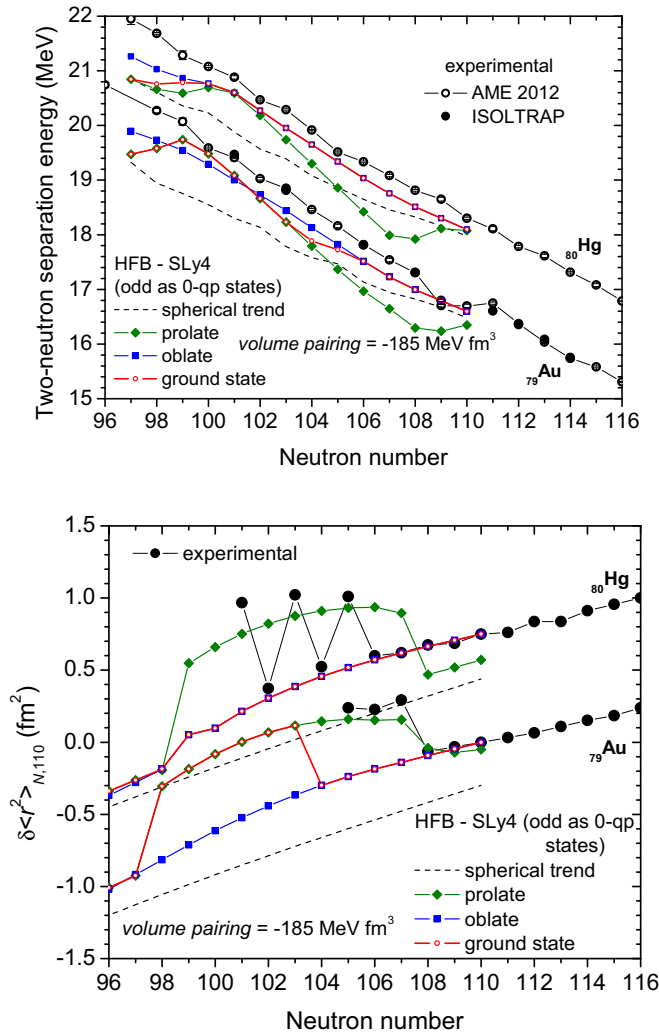 22
21
20
19
18
17
16
15
Two-neutron separation energy (MeV)
experimental
AME 2012
ISOLTRAP
80Hg
HFB - SLy4
(odd as 0-qp states)
spherical trend
prolate
oblate
ground state
volume pairing = -185 MeV fm³
79Au
96 98 100 102 104 106 108 110 112 114 116
Neutron number
1.5
1.0
0.5
0.0
-0.5
-1.0
-1.5
δ<r²>N,110 (fm²)
experimental
80Hg
79Au
HFB - SLy4 (odd as 0-qp
states)
spherical trend
prolate
oblate
ground state
volume pairing = -185 MeV fm³
96 98 100 102 104 106 108 110 112 114 116
Neutron number